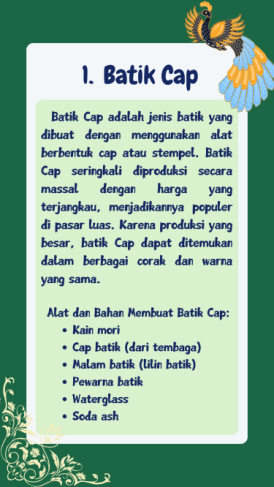 1. Batik Cap
Batik Cap adalah jenis batik yang
dibuat dengan menggunakan alat
berbentuk cap atau stempel. Batik
Cap seringkali diproduksi secara
massal dengan harga yang
terjangkau, menjadikannya populer
di pasar luas. Karena produksi yang
besar, batik Cap dapat ditemukan
dalam berbagai corak dan warna
yang sama.
Alat dan Bahan Membuat Batik Cap:
• Kain mori
• Cap batik (dari tembaga)
• Malam batik (lilin batik)
• Pewarna batik
• Waterglass
• Soda ash